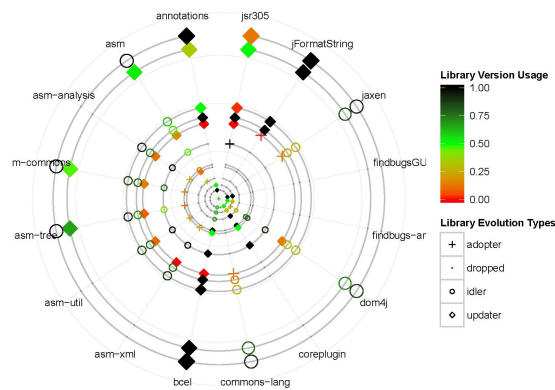 annotations
jsr305
asm
jFormatString
asm-analysis
jaxen
m-commons
findbugsGU
asm-tree
findbugs-ar
asm-util
dom4j
asm-xml
coreplugin
bcel
commons-lang
Library Version Usage
1.00
0.75
0.50
0.25
0.00
Library Evolution Types
adopter
dropped
idler
updater